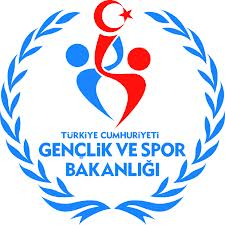 TÜRKİYE CUMHURİYETİ
GENÇLİK VE SPOR
BAKANLIĞI